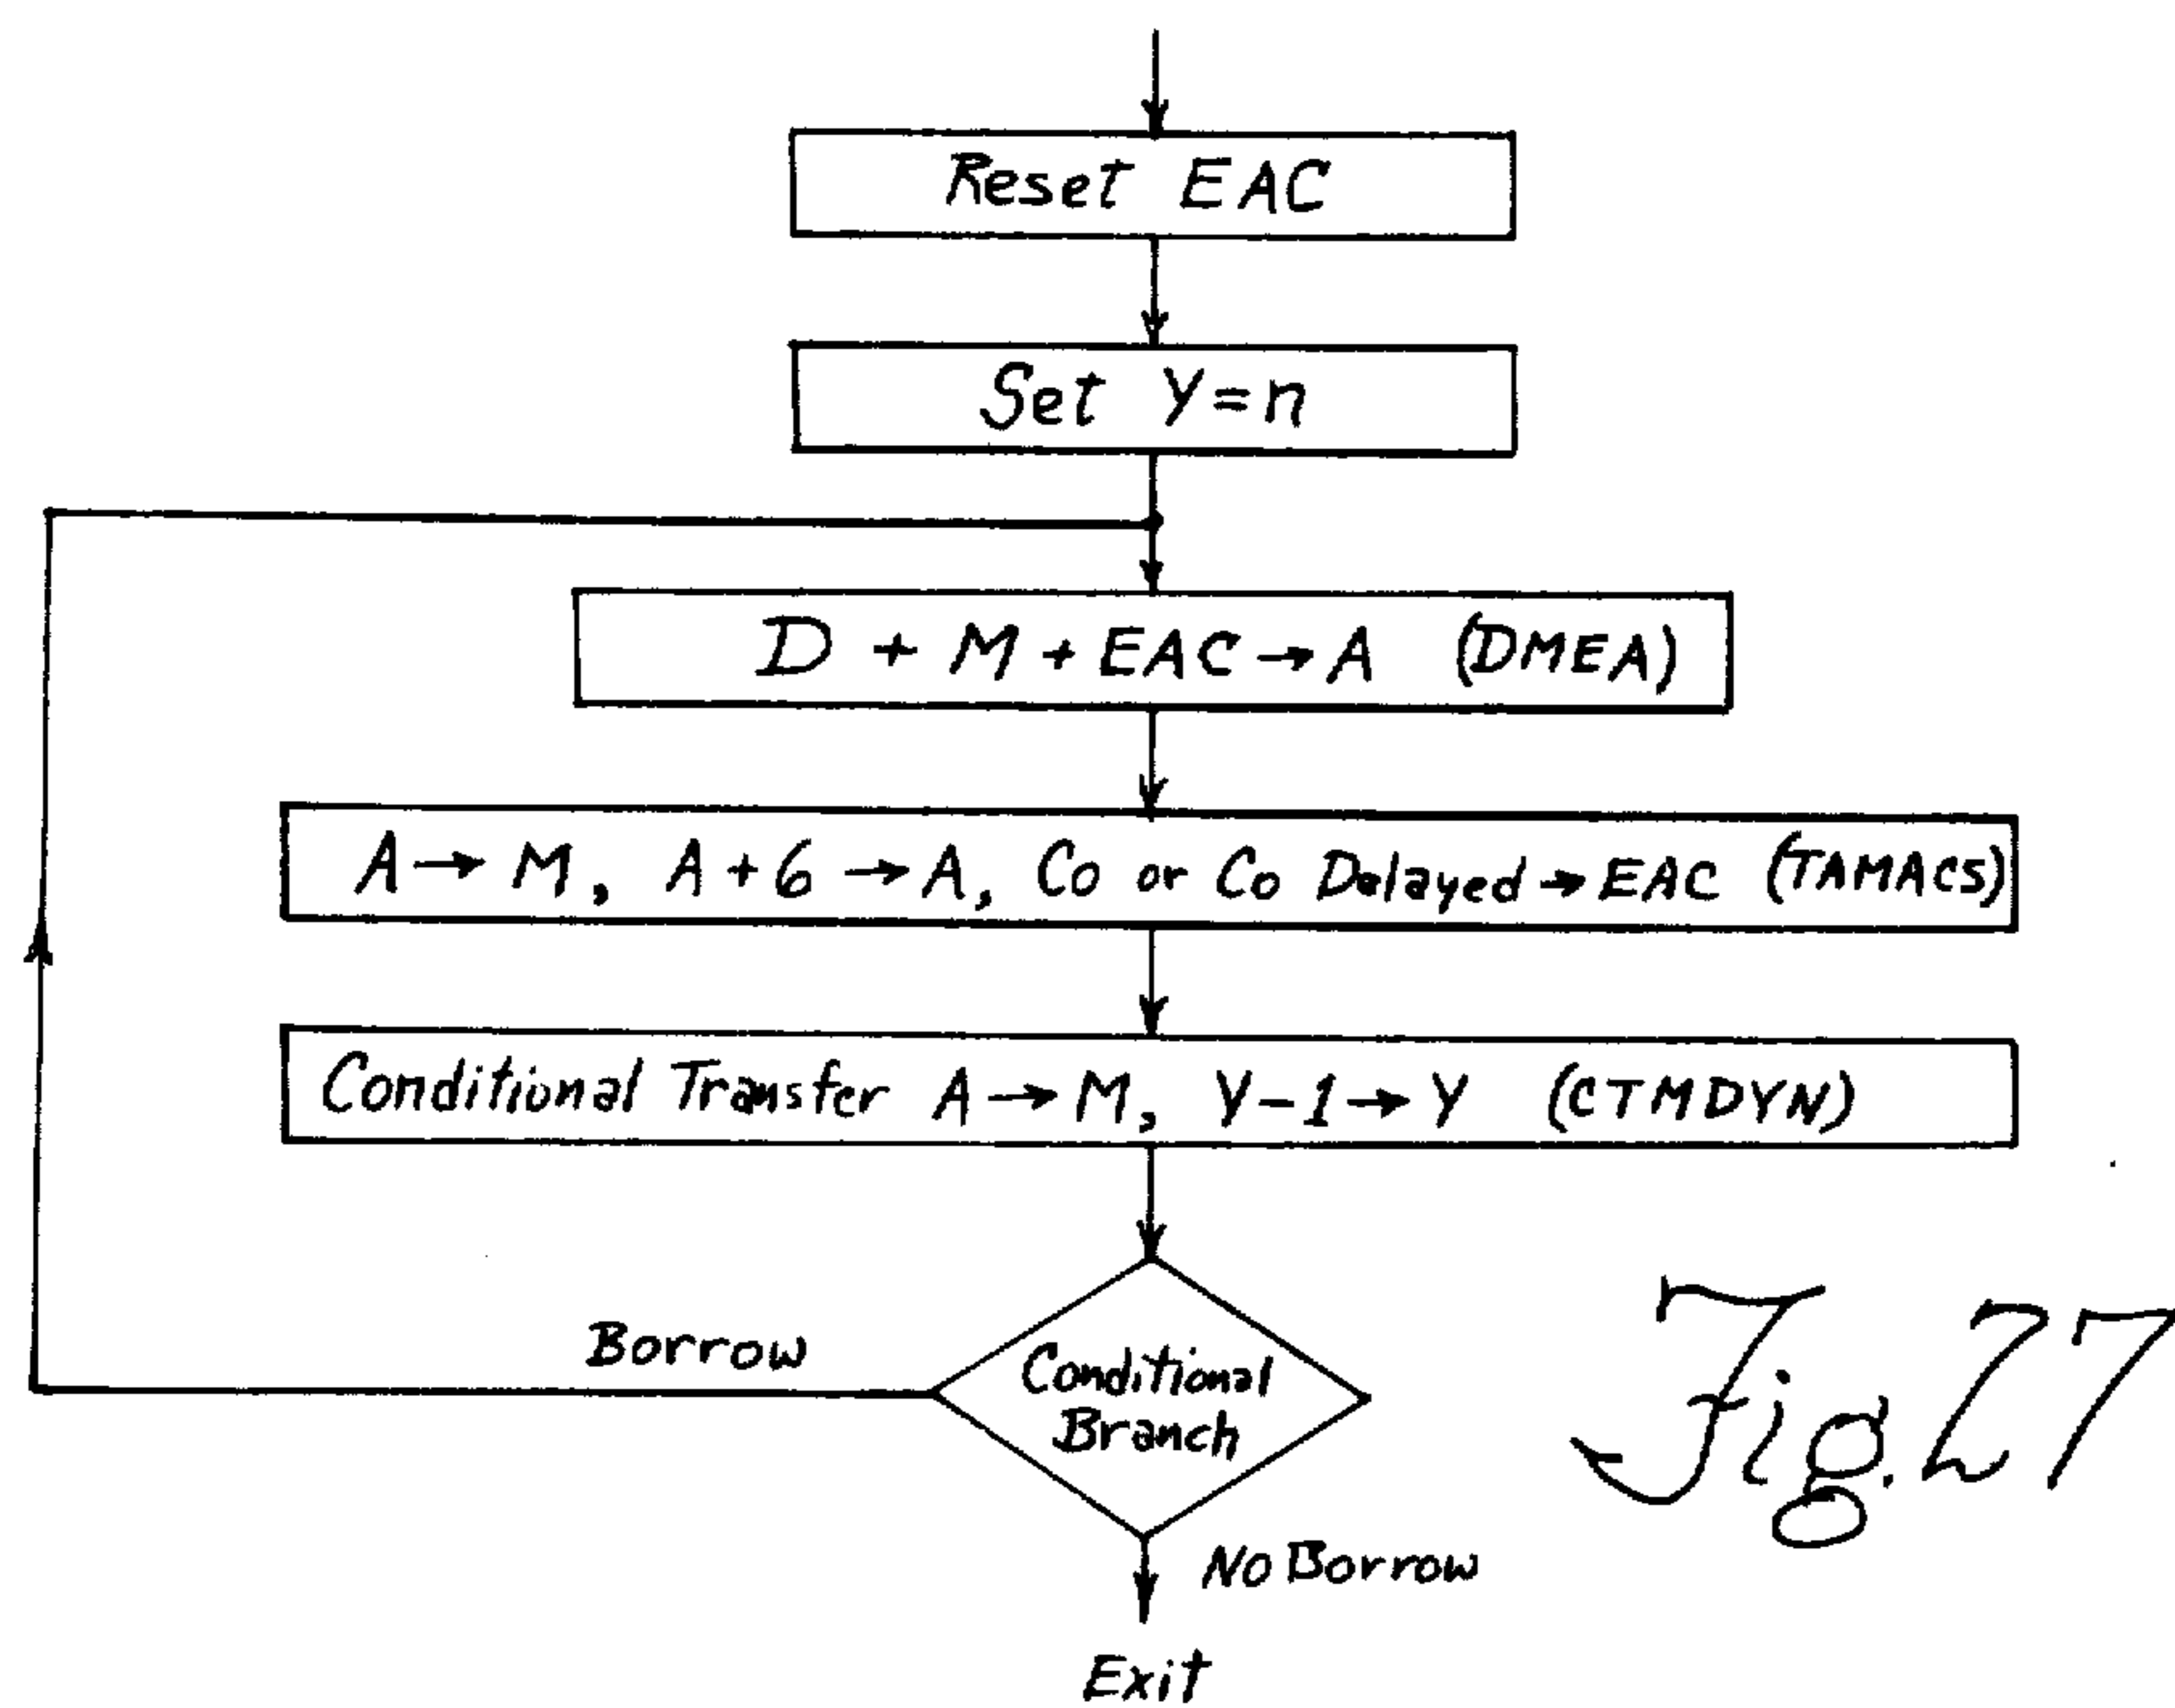 Reset EAC
Set Y=n
D + M + EAC → A (DMEA)
A → M, A + 6 → A, Co or Co Delayed → EAC (TAMACS)
Conditional Transfer A → M, Y-1 → Y (CTMDYN)
Borrow
Conditional
Branch
No Borrow
Exit
Fig. 27